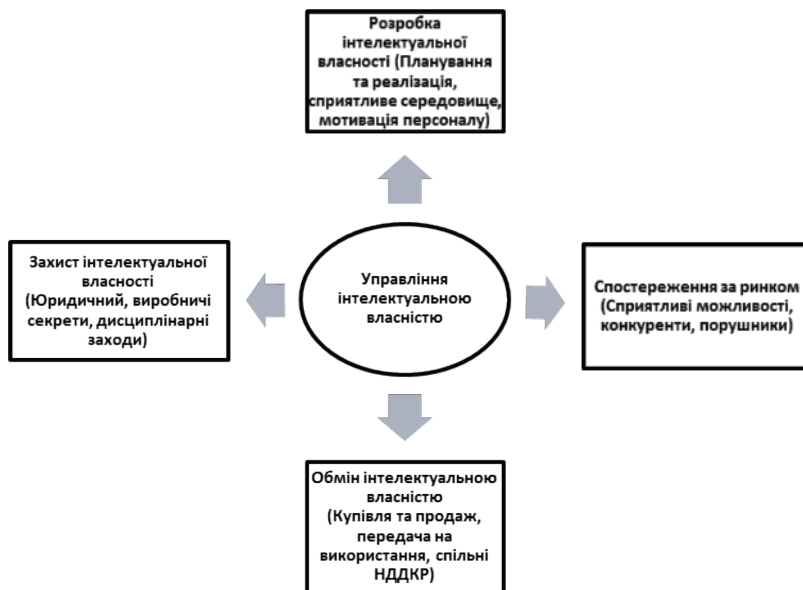 Розробка
інтелектуальної
власності (Планування
та реалізація,
сприятливе середовище,
мотивація персоналу)
Захист інтелектуальної
власності
(Юридичний, виробничі
секрети, дисциплінарні
заходи)
Управління
інтелектуальною
власністю
Спостереження за ринком
(Сприятливі можливості,
конкуренти, порушники)
Обмін інтелектуальною
власністю
(Купівля та продаж,
передача на
використання, спільні
НДДКР)